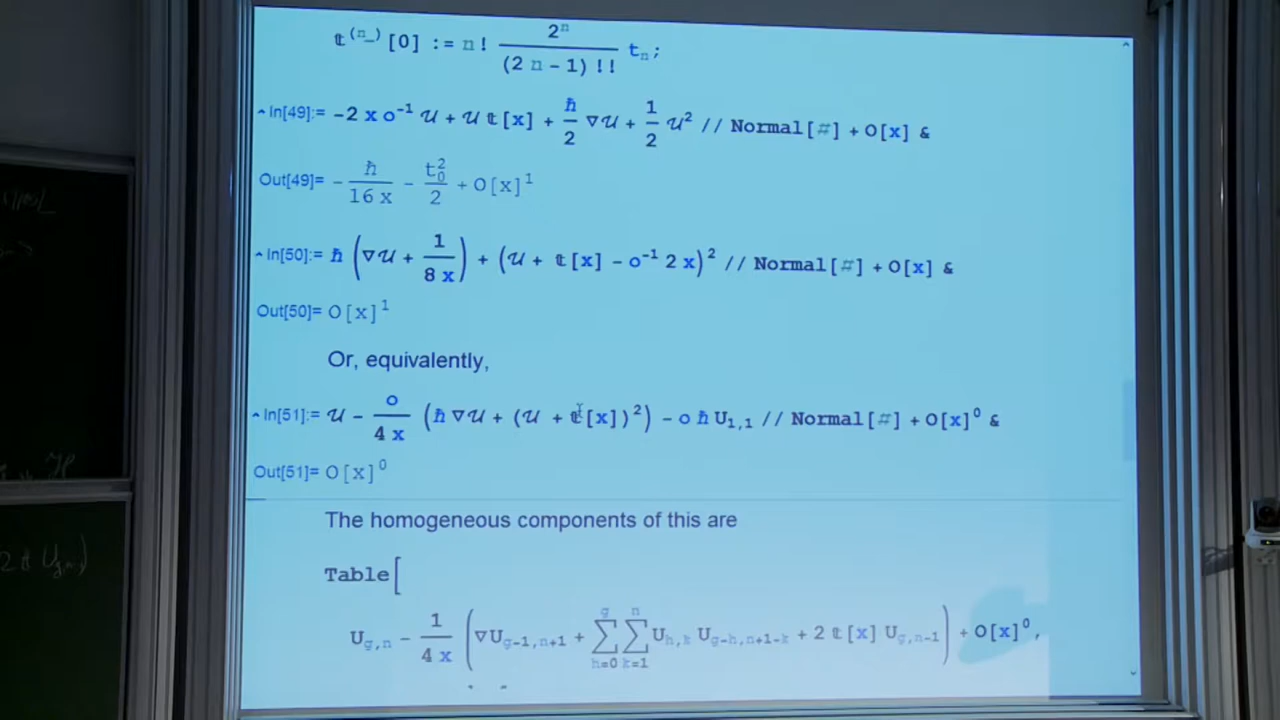 𝕥^(n_)[0] := n! 2^n/(2 n - 1)!! t_n;
In[49]:= -2 x o^-1 𝒰 + 𝒰 𝕥[x] + ℏ/2 ∇𝒰 + 1/2 𝒰^2 // Normal[#] + O[x] &
Out[49]= -ℏ/(16 x) - t_0^2/2 + O[x]^1
In[50]:= ℏ (∇𝒰 + 1/(8 x)) + (𝒰 + 𝕥[x] - o^-1 2 x)^2 // Normal[#] + O[x] &
Out[50]= O[x]^1
Or, equivalently,
In[51]:= 𝒰 - o/(4 x) (ℏ ∇𝒰 + (𝒰 + 𝕥[x])^2) - o ℏ U_1,1 // Normal[#] + O[x]^0 &
Out[51]= O[x]^0
The homogeneous components of this are
Table[
U_g,n - 1/(4 x) (∇U_g-1,n+1 + ∑_h=0^g ∑_k=1^n U_h,k U_g-h,n+1-k + 2 𝕥[x] U_g,n-1) + O[x]^0,